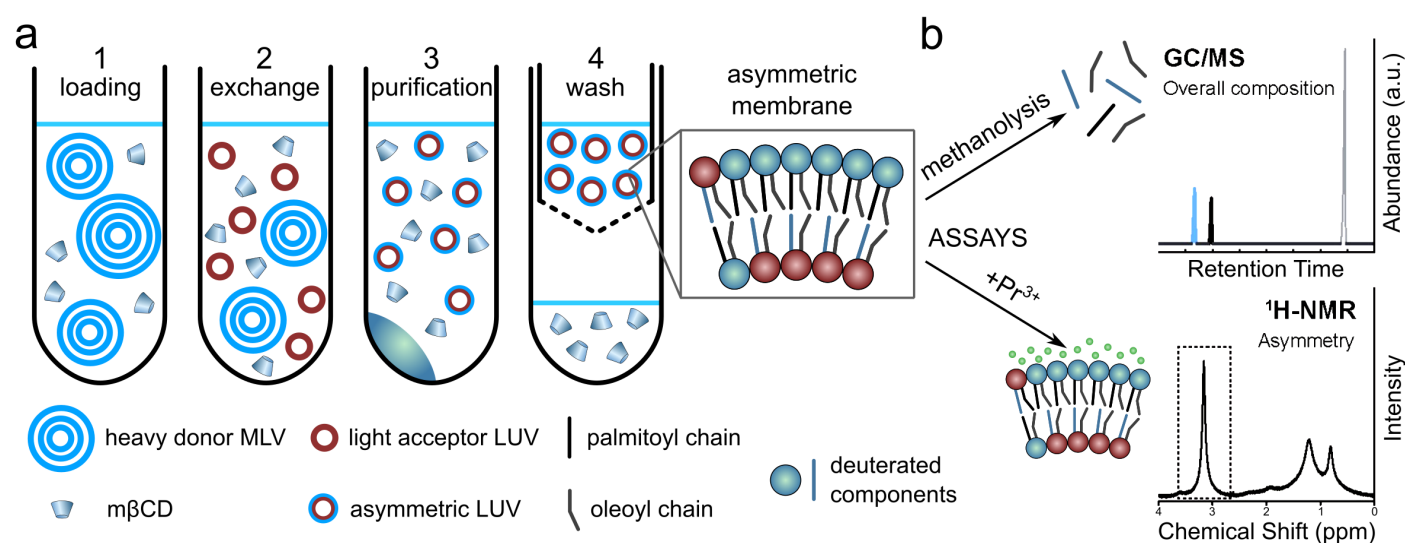 a
1
loading
2
exchange
3
purification
4
wash
asymmetric
membrane
heavy donor MLV
light acceptor LUV
palmitoyl chain
mβCD
asymmetric LUV
oleoyl chain
deuterated
components
b
methanolysis
ASSAYS
+Pr³⁺
GC/MS
Overall composition
Abundance (a.u.)
Retention Time
¹H-NMR
Asymmetry
Intensity
4 3 2 1 0
Chemical Shift (ppm)